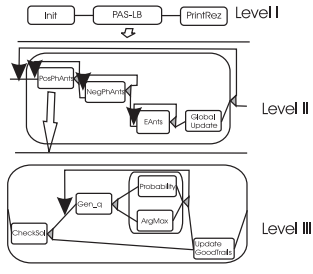 Init PAS-LB PrintRez Level I
PosPhAnts
NegPhAnts
EAnts Global
Update
Level II
Probability
Gen_q
ArgMax
Level III
CheckSol
Update
GoodTrails